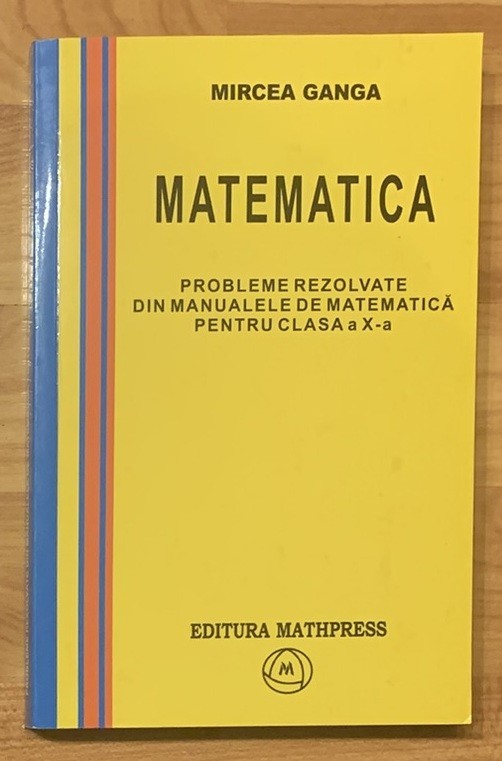 MIRCEA GANGA
MATEMATICA
PROBLEME REZOLVATE
DIN MANUALELE DE MATEMATICĂ
PENTRU CLASA a X-a
EDITURA MATHPRESS
M